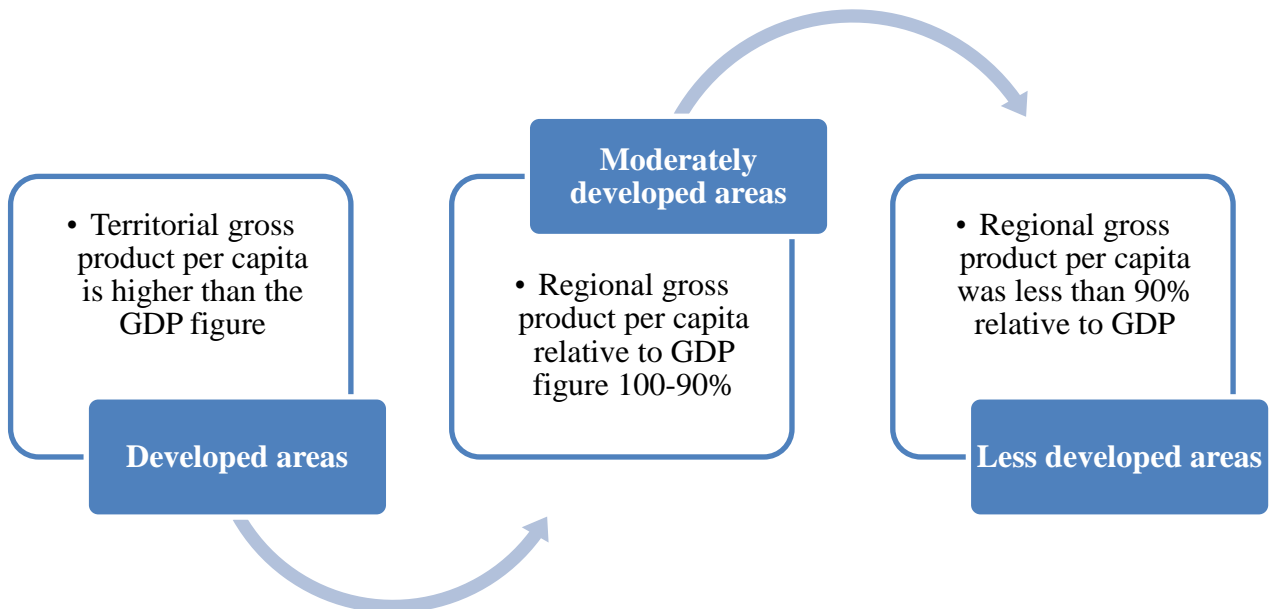 • Territorial gross
product per capita
is higher than the
GDP figure
Developed areas
Moderately
developed areas
• Regional gross
product per capita
relative to GDP
figure 100-90%
• Regional gross
product per capita
was less than 90%
relative to GDP
Less developed areas